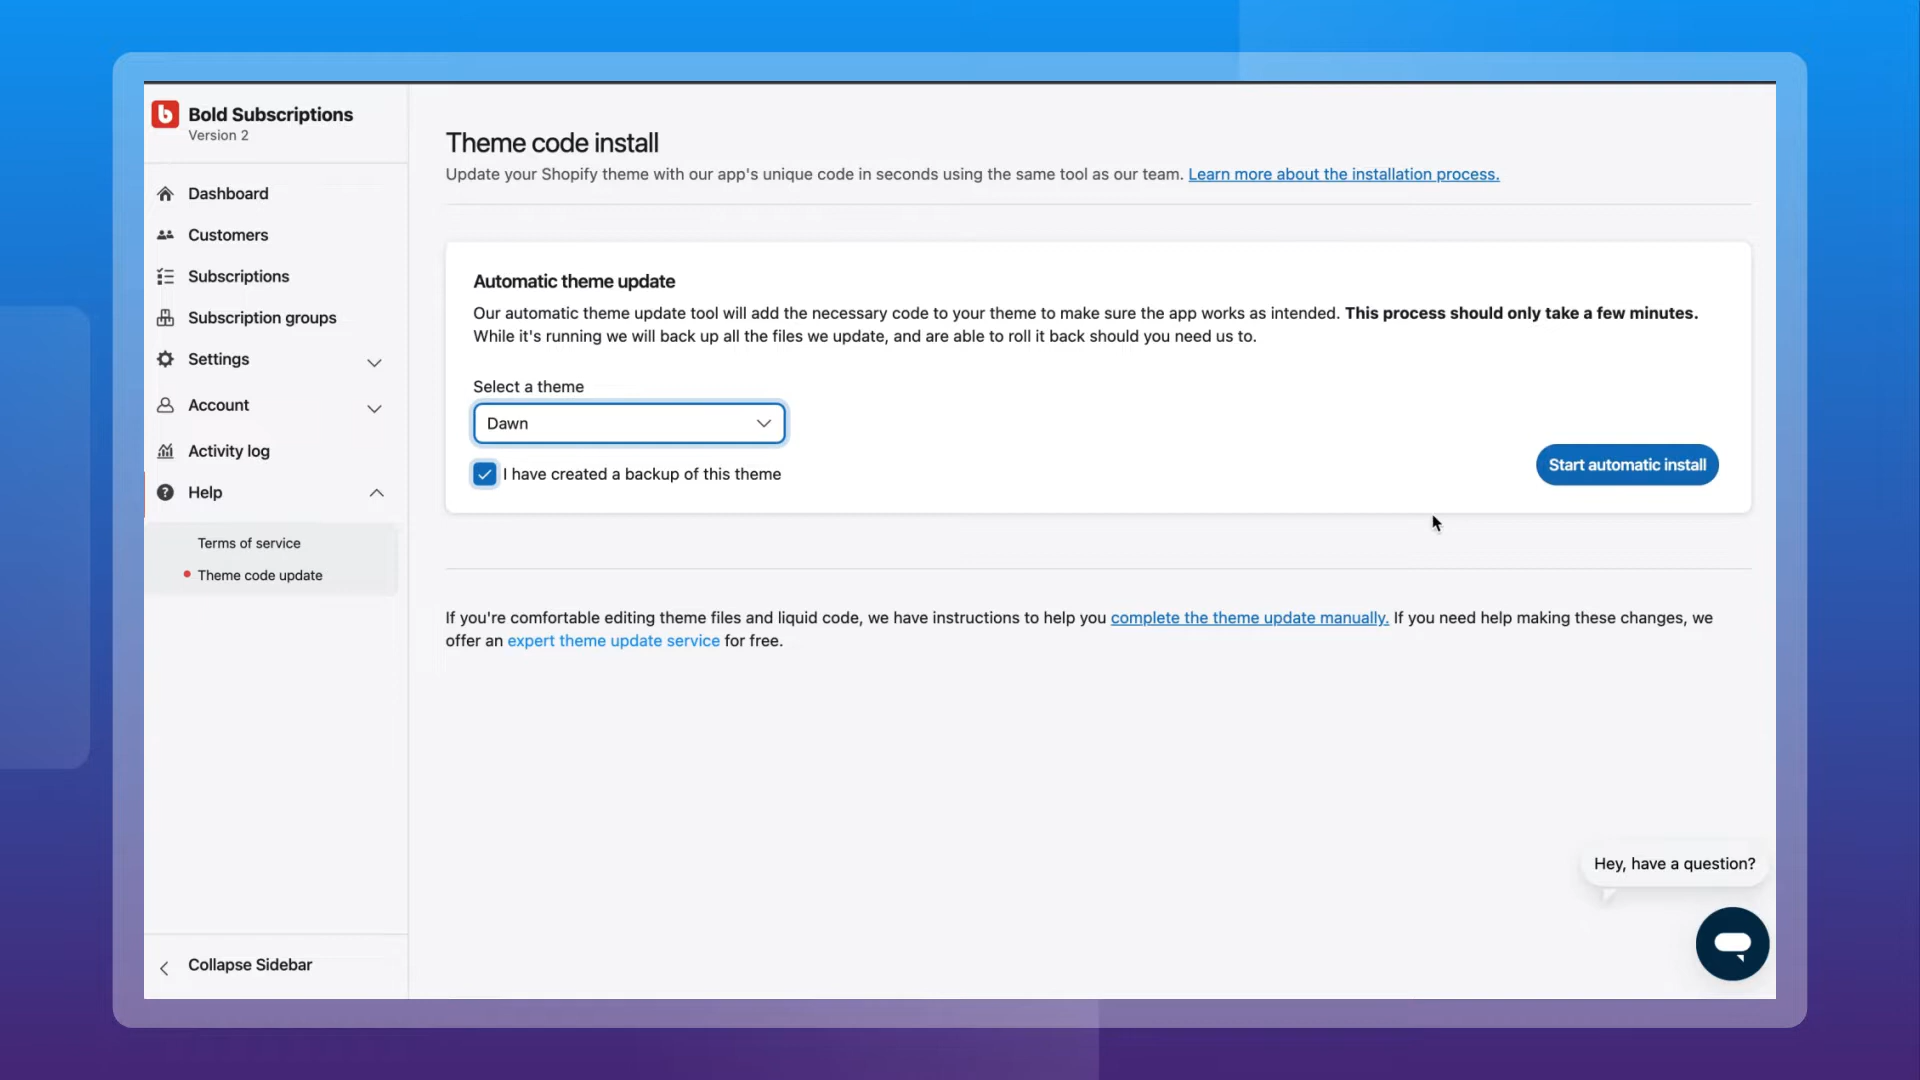 Bold Subscriptions
Version 2
Dashboard
Customers
Subscriptions
Subscription groups
Settings
Account
Activity log
Help
Terms of service
Theme code update
Collapse Sidebar
Theme code install
Update your Shopify theme with our app's unique code in seconds using the same tool as our team. Learn more about the installation process.
Automatic theme update
Our automatic theme update tool will add the necessary code to your theme to make sure the app works as intended. This process should only take a few minutes.
While it's running we will back up all the files we update, and are able to roll it back should you need us to.
Select a theme
Dawn
I have created a backup of this theme
Start automatic install
If you're comfortable editing theme files and liquid code, we have instructions to help you complete the theme update manually. If you need help making these changes, we
offer an expert theme update service for free.
Hey, have a question?